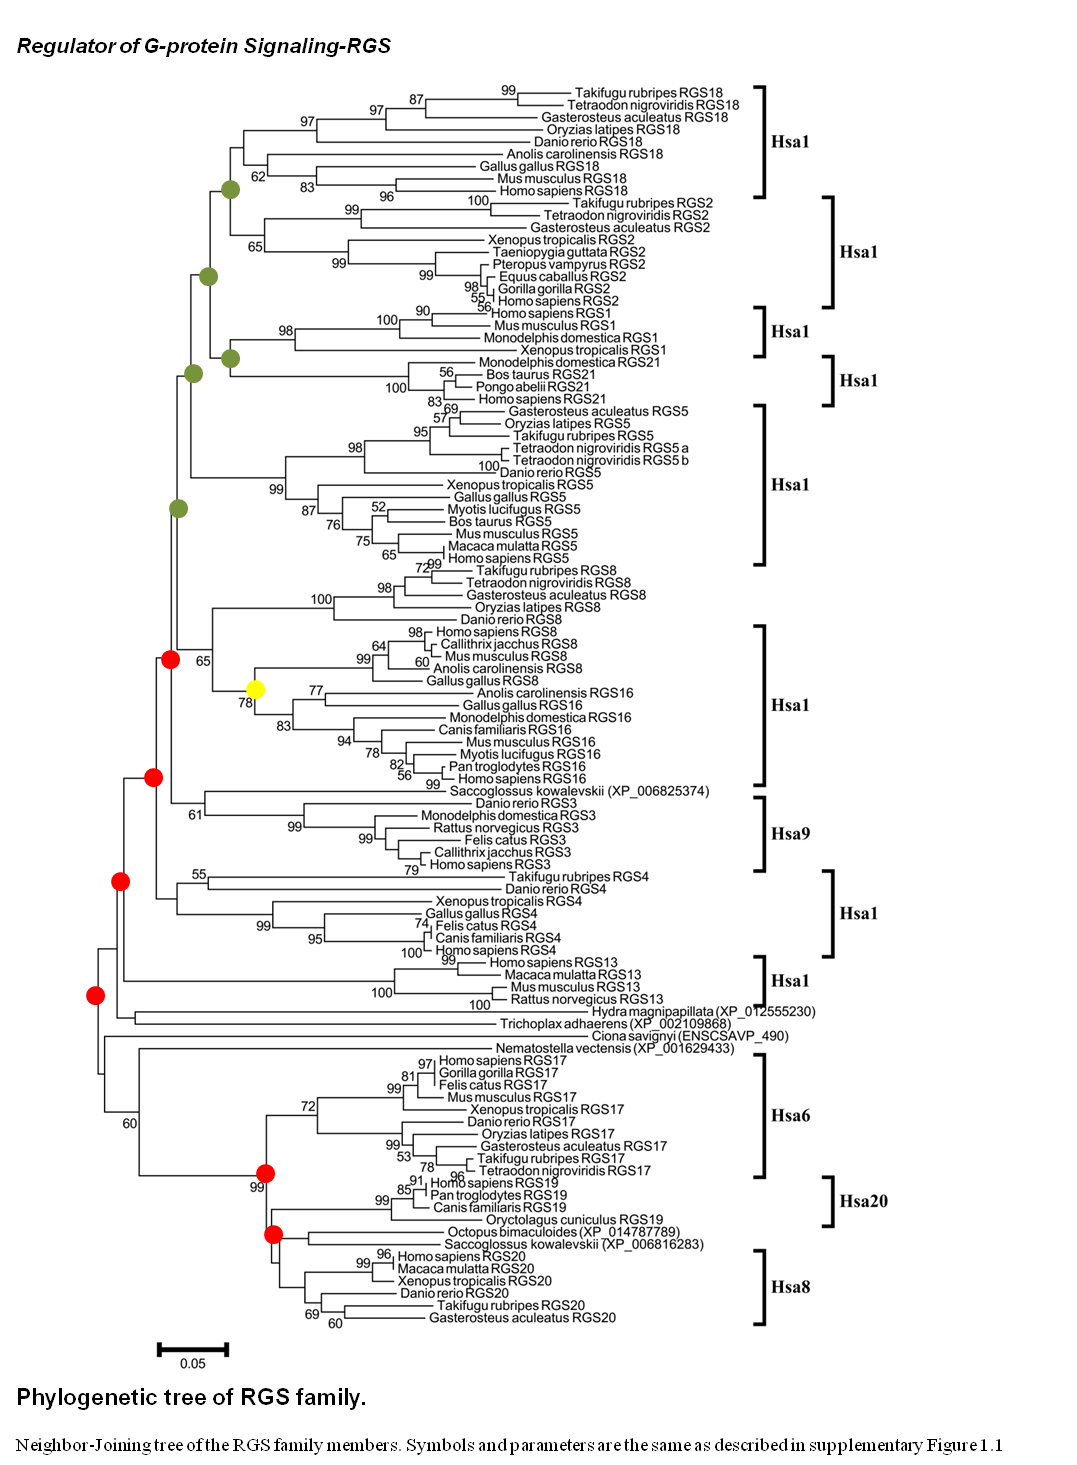 Regulator of G-protein Signaling-RGS
99
Takifugu rubripes RGS18
87
Tetraodon nigroviridis RGS18
97
Gasterosteus aculeatus RGS18
97
Oryzias latipes RGS18
Danio rerio RGS18
Hsa1
Anolis carolinensis RGS18
62
Gallus gallus RGS18
83
Mus musculus RGS18
96
Homo sapiens RGS18
100
Takifugu rubripes RGS2
99
Tetraodon nigroviridis RGS2
Gasterosteus aculeatus RGS2
65
Xenopus tropicalis RGS2
99
Taeniopygia guttata RGS2
Hsa1
Pteropus vampyrus RGS2
99
Equus caballus RGS2
98
Gorilla gorilla RGS2
55
Homo sapiens RGS2
56
Homo sapiens RGS1
90
100
Mus musculus RGS1
98
Monodelphis domestica RGS1
Hsa1
Xenopus tropicalis RGS1
Monodelphis domestica RGS21
56
Bos taurus RGS21
100
Pongo abelii RGS21
Hsa1
83
Homo sapiens RGS21
69
Gasterosteus aculeatus RGS5
57
Oryzias latipes RGS5
95
Takifugu rubripes RGS5
98
Tetraodon nigroviridis RGS5 a
Tetraodon nigroviridis RGS5 b
100
Danio rerio RGS5
99
Xenopus tropicalis RGS5
Hsa1
87
Gallus gallus RGS5
52
Myotis lucifugus RGS5
76
Bos taurus RGS5
75
Mus musculus RGS5
65
Macaca mulatta RGS5
Homo sapiens RGS5
99
72
Takifugu rubripes RGS8
98
Tetraodon nigroviridis RGS8
100
Gasterosteus aculeatus RGS8
Oryzias latipes RGS8
Danio rerio RGS8
65
98
Homo sapiens RGS8
64
Callithrix jacchus RGS8
99
Mus musculus RGS8
60
Anolis carolinensis RGS8
Gallus gallus RGS8
78
77
Anolis carolinensis RGS16
83
Gallus gallus RGS16
Hsa1
Monodelphis domestica RGS16
94
Canis familiaris RGS16
78
Mus musculus RGS16
82
Myotis lucifugus RGS16
56
Pan troglodytes RGS16
99
Homo sapiens RGS16
Saccoglossus kowalevskii (XP_006825374)
61
Danio rerio RGS3
99
Monodelphis domestica RGS3
99
Rattus norvegicus RGS3
Hsa9
Felis catus RGS3
Callithrix jacchus RGS3
79
Homo sapiens RGS3
55
Takifugu rubripes RGS4
Danio rerio RGS4
Xenopus tropicalis RGS4
99
Gallus gallus RGS4
Hsa1
74
Felis catus RGS4
95
Canis familiaris RGS4
100
Homo sapiens RGS4
99
Homo sapiens RGS13
Macaca mulatta RGS13
Hsa1
100
Mus musculus RGS13
100
Rattus norvegicus RGS13
Hydra magnipapillata (XP_012555230)
Trichoplax adhaerens (XP_002109868)
Ciona savignyi (ENSCSAVP_490)
Nematostella vectensis (XP_001629433)
60
97
Homo sapiens RGS17
81
Gorilla gorilla RGS17
99
Felis catus RGS17
Mus musculus RGS17
72
Xenopus tropicalis RGS17
Hsa6
Danio rerio RGS17
99
Oryzias latipes RGS17
53
Gasterosteus aculeatus RGS17
78
Takifugu rubripes RGS17
96
Tetraodon nigroviridis RGS17
99
91
Homo sapiens RGS19
85
Pan troglodytes RGS19
99
Canis familiaris RGS19
Hsa20
Oryctolagus cuniculus RGS19
Octopus bimaculoides (XP_014787789)
Saccoglossus kowalevskii (XP_006816283)
96
Homo sapiens RGS20
99
Macaca mulatta RGS20
Xenopus tropicalis RGS20
Hsa8
Danio rerio RGS20
69
Takifugu rubripes RGS20
60
Gasterosteus aculeatus RGS20
0.05
Phylogenetic tree of RGS family.
Neighbor-Joining tree of the RGS family members. Symbols and parameters are the same as described in supplementary Figure 1.1